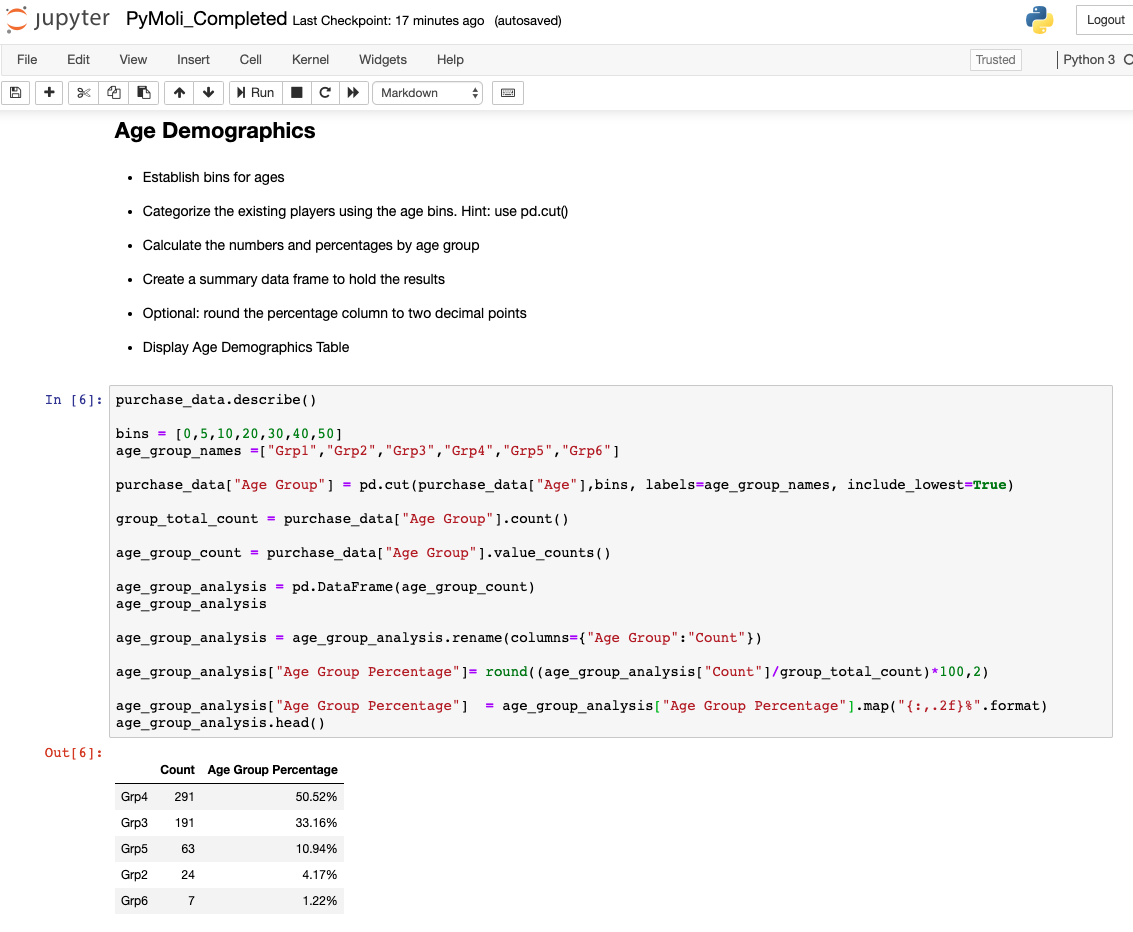 jupyter PyMoli_Completed Last Checkpoint: 17 minutes ago (autosaved)
Logout
File Edit View Insert Cell Kernel Widgets Help
Trusted
Python 3
Run
Markdown
Age Demographics
• Establish bins for ages
• Categorize the existing players using the age bins. Hint: use pd.cut()
• Calculate the numbers and percentages by age group
• Create a summary data frame to hold the results
• Optional: round the percentage column to two decimal points
• Display Age Demographics Table
In [6]:
purchase_data.describe()
bins = [0,5,10,20,30,40,50]
age_group_names =["Grp1","Grp2","Grp3","Grp4","Grp5","Grp6"]
purchase_data["Age Group"] = pd.cut(purchase_data["Age"],bins, labels=age_group_names, include_lowest=True)
group_total_count = purchase_data["Age Group"].count()
age_group_count = purchase_data["Age Group"].value_counts()
age_group_analysis = pd.DataFrame(age_group_count)
age_group_analysis
age_group_analysis = age_group_analysis.rename(columns={"Age Group":"Count"})
age_group_analysis["Age Group Percentage"]= round((age_group_analysis["Count"]/group_total_count)*100,2)
age_group_analysis["Age Group Percentage"]  = age_group_analysis["Age Group Percentage"].map("{:,.2f}%".format)
age_group_analysis.head()
Out[6]:
Count Age Group Percentage
Grp4 291 50.52%
Grp3 191 33.16%
Grp5 63 10.94%
Grp2 24 4.17%
Grp6 7 1.22%